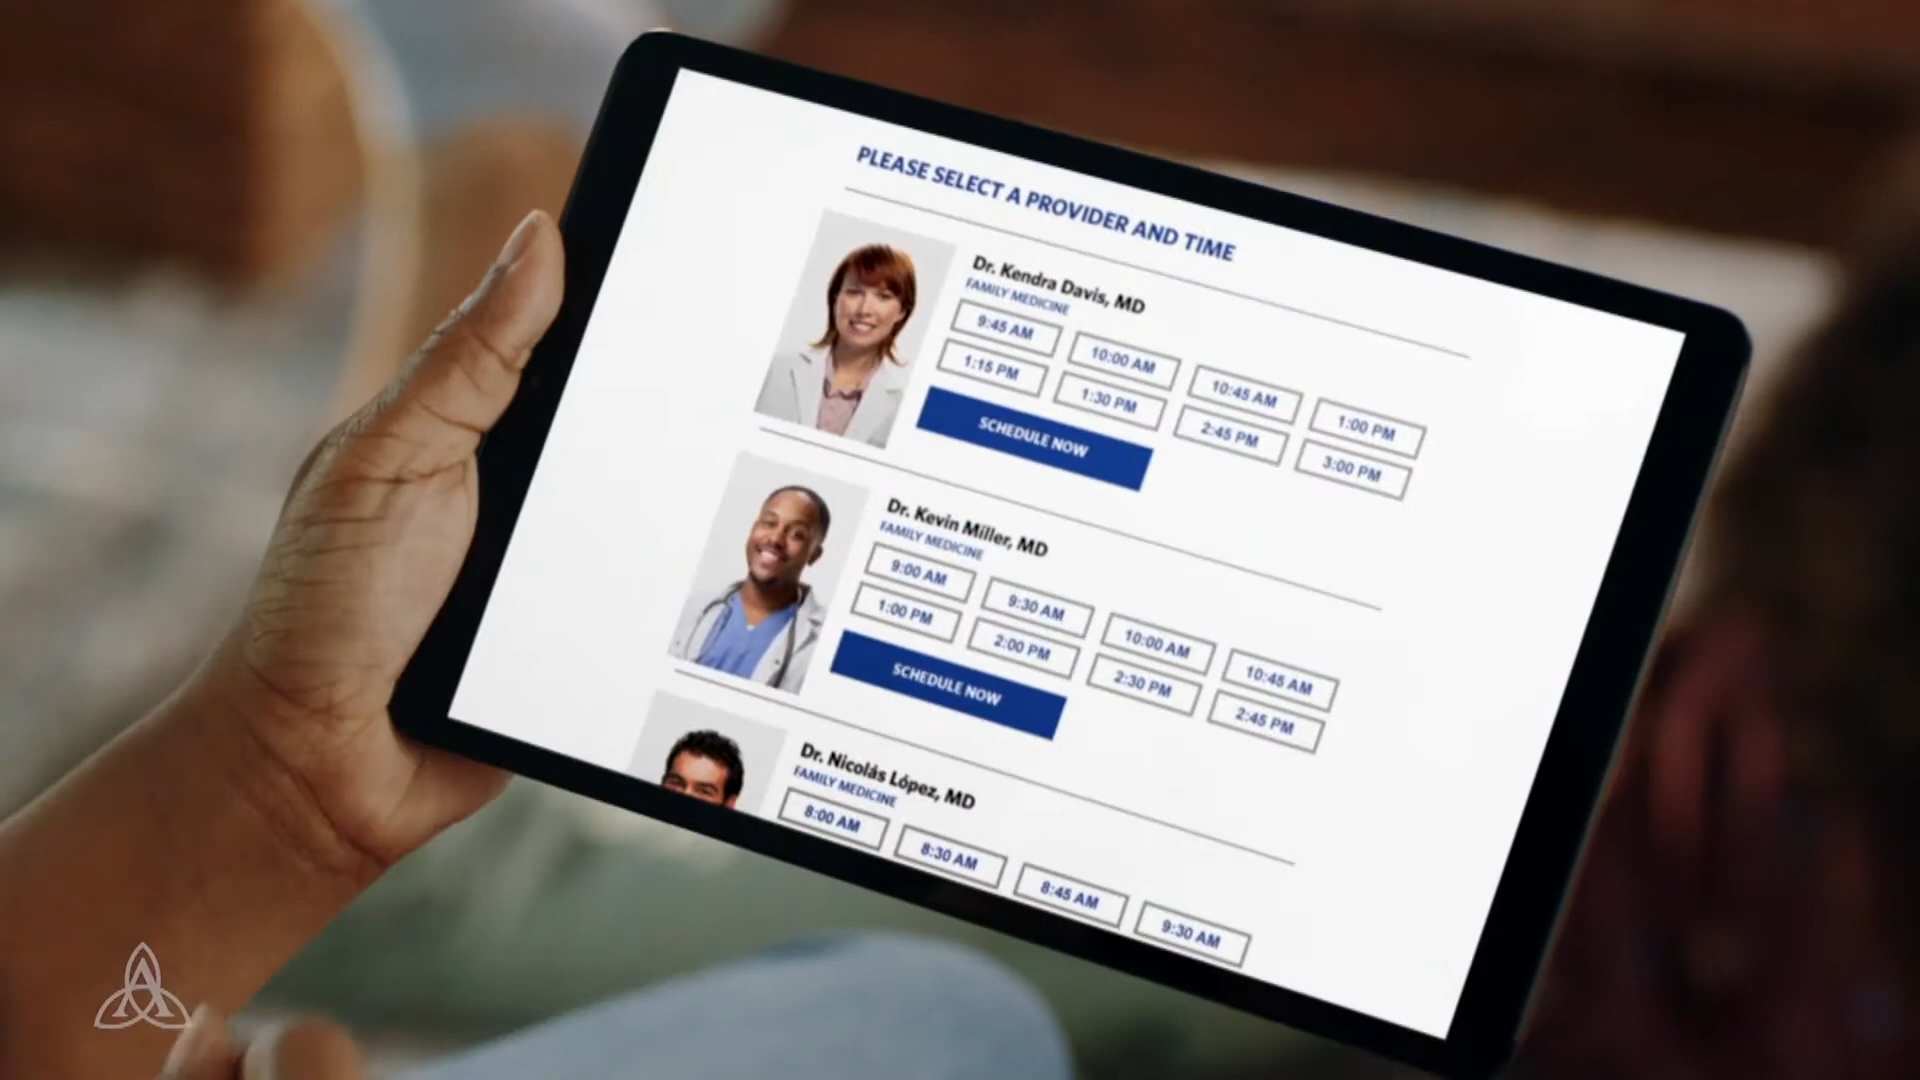 PLEASE SELECT A PROVIDER AND TIME
Dr. Kendra Davis, MD
FAMILY MEDICINE
9:45 AM 10:00 AM 10:45 AM 1:00 PM
1:15 PM 1:30 PM 2:45 PM 3:00 PM
SCHEDULE NOW
Dr. Kevin Miller, MD
FAMILY MEDICINE
9:00 AM 9:30 AM 10:00 AM 10:45 AM
1:00 PM 2:00 PM 2:30 PM 2:45 PM
SCHEDULE NOW
Dr. Nicolás López, MD
FAMILY MEDICINE
8:00 AM 8:30 AM 8:45 AM 9:30 AM
A